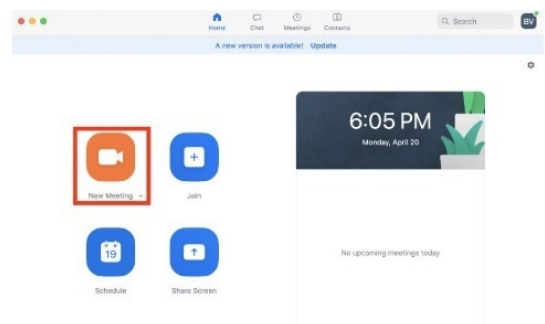 Home Chat Meetings Contacts
Search
BV
A new version is available! Update
6:05 PM
Monday, April 20
New Meeting
Join
19
Schedule
Share Screen
No upcoming meetings today